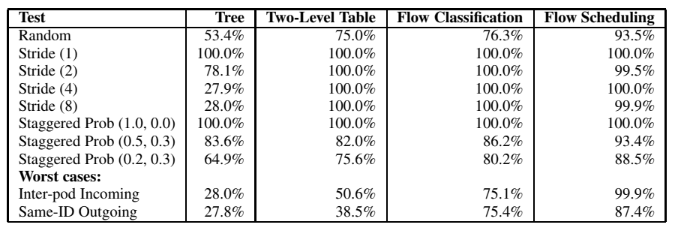 Test Tree Two-Level Table Flow Classification Flow Scheduling
Random 53.4% 75.0% 76.3% 93.5%
Stride (1) 100.0% 100.0% 100.0% 100.0%
Stride (2) 78.1% 100.0% 100.0% 99.5%
Stride (4) 27.9% 100.0% 100.0% 100.0%
Stride (8) 28.0% 100.0% 100.0% 99.9%
Staggered Prob (1.0, 0.0) 100.0% 100.0% 100.0% 100.0%
Staggered Prob (0.5, 0.3) 83.6% 82.0% 86.2% 93.4%
Staggered Prob (0.2, 0.3) 64.9% 75.6% 80.2% 88.5%
Worst cases:
Inter-pod Incoming 28.0% 50.6% 75.1% 99.9%
Same-ID Outgoing 27.8% 38.5% 75.4% 87.4%